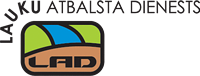 LAUKU ATBALSTA DIENESTS
LAD